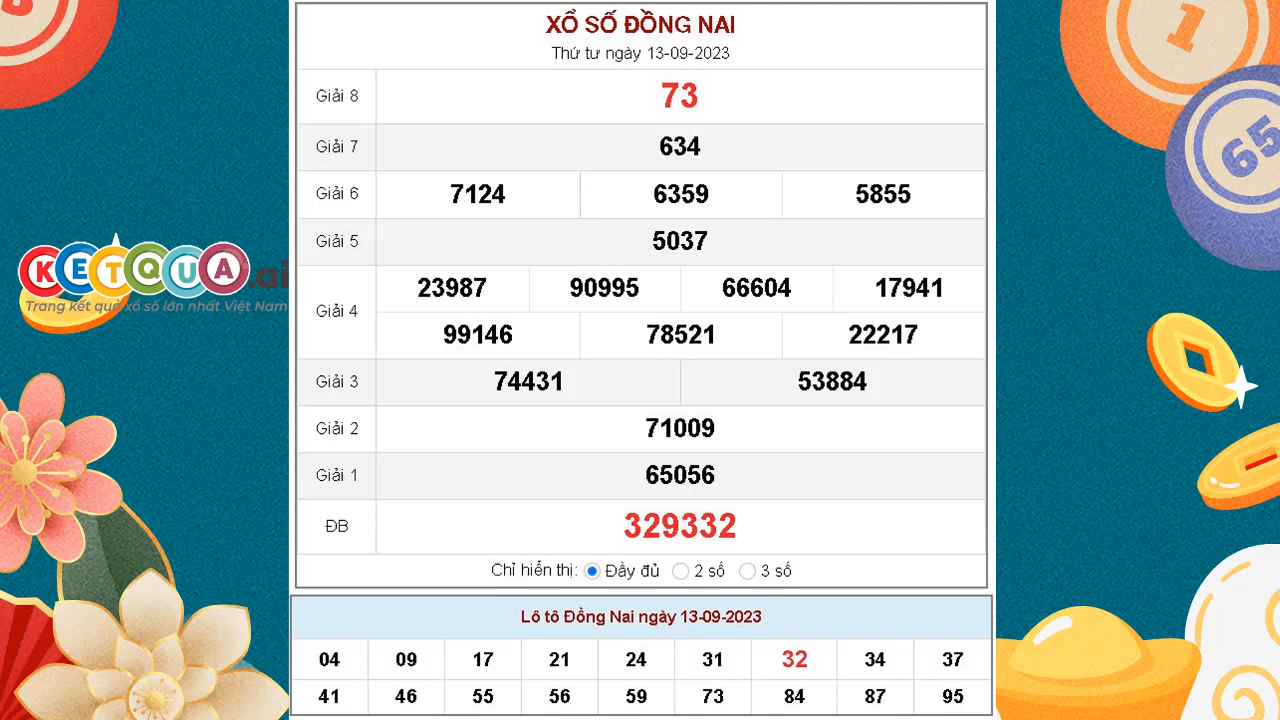 XỔ SỐ ĐỒNG NAI
Thứ tư ngày 13-09-2023
Giải 8 73
Giải 7 634
Giải 6 7124 6359 5855
Giải 5 5037
Giải 4 23987 90995 66604 17941
99146 78521 22217
Giải 3 74431 53884
Giải 2 71009
Giải 1 65056
ĐB 329332
Chỉ hiển thị: Đầy đủ 2 số 3 số
Lô tô Đồng Nai ngày 13-09-2023
04 09 17 21 24 31 32 34 37
41 46 55 56 59 73 84 87 95
KETQUA.ai
Trang kết quả xổ số lớn nhất Việt Nam
8
1
65